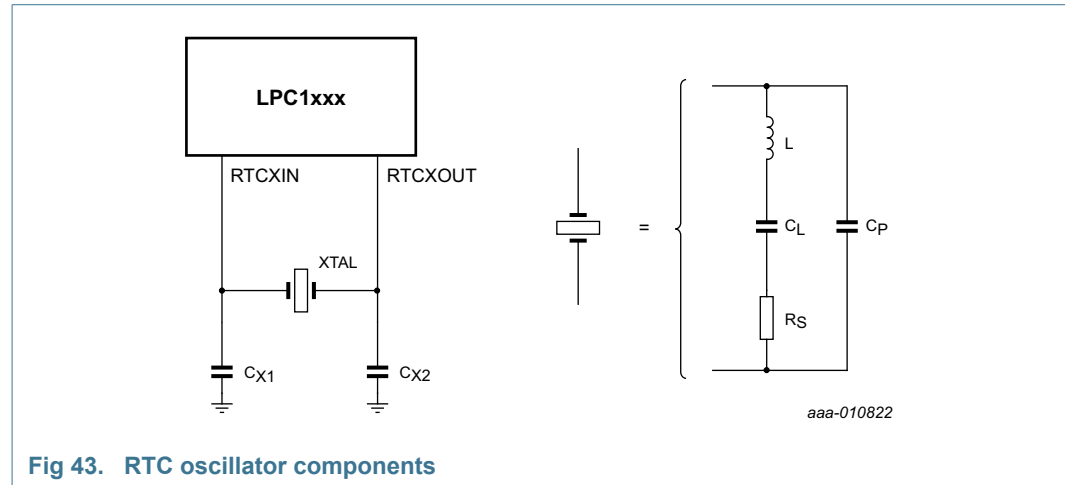 LPC1xxx
RTCXIN
RTCXOUT
XTAL
CX1
CX2
=
L
CL
CP
RS
aaa-010822
Fig 43. RTC oscillator components